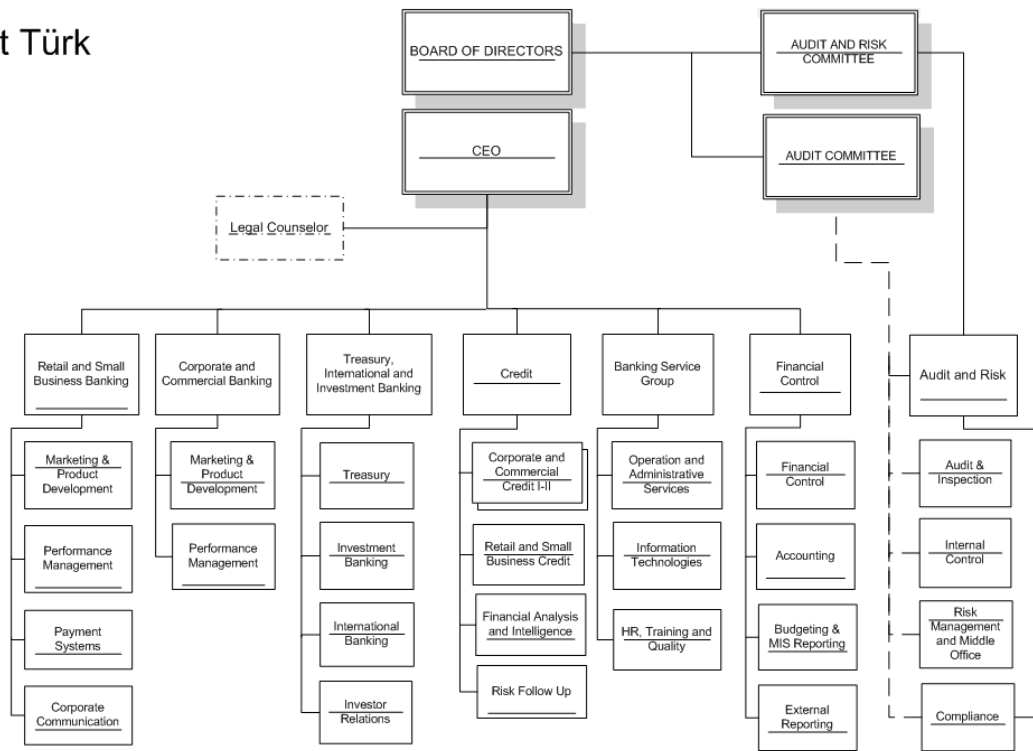 t Türk
BOARD OF DIRECTORS
AUDIT AND RISK
COMMITTEE
CEO
AUDIT COMMITTEE
Legal Counselor
Retail and Small
Business Banking
Corporate and
Commercial Banking
Treasury,
International and
Investment Banking
Credit
Banking Service
Group
Financial
Control
Audit and Risk
Marketing &
Product
Development
Performance
Management
Payment
Systems
Corporate
Communication
Marketing &
Product
Development
Performance
Management
Treasury
Investment
Banking
International
Banking
Investor
Relations
Corporate and
Commercial
Credit I-II
Retail and Small
Business Credit
Financial Analysis
and Intelligence
Risk Follow Up
Operation and
Administrative
Services
Information
Technologies
HR, Training and
Quality
Financial
Control
Accounting
Budgeting &
MIS Reporting
External
Reporting
Audit &
Inspection
Internal
Control
Risk
Management
and Middle
Office
Compliance